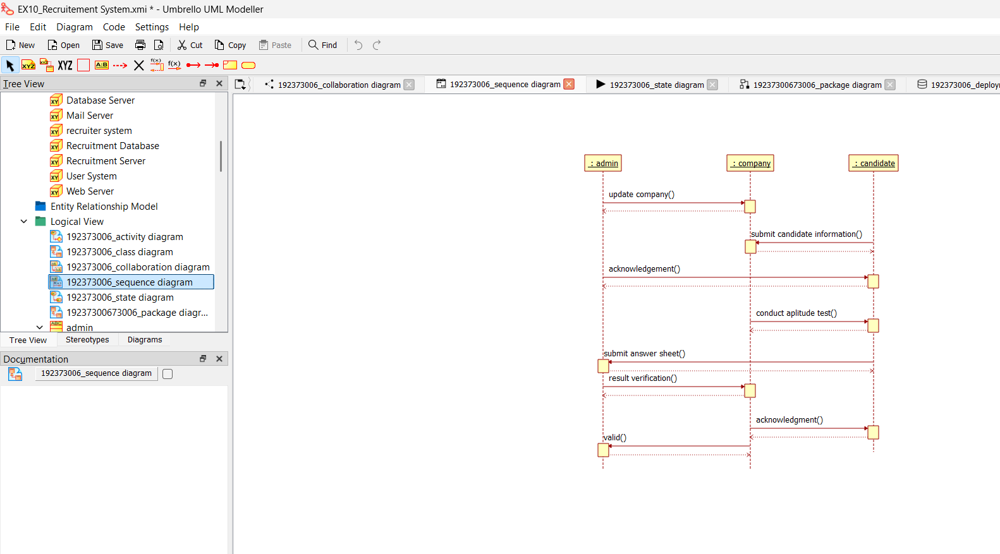 EX10_Recruitement System.xmi * - Umbrello UML Modeller
File Edit Diagram Code Settings Help
New Open Save Cut Copy Paste Find
XYZ XYZ XYZ A:B f(x) f(x)
Tree View
192373006_collaboration diagram 192373006_sequence diagram 192373006_state diagram 19237300673006_package diagram 192373006_deployn
Database Server
Mail Server
recruiter system
Recruitment Database
Recruitment Server
User System
Web Server
Entity Relationship Model
Logical View
192373006_activity diagram
192373006_class diagram
192373006_collaboration diagram
192373006_sequence diagram
192373006_state diagram
19237300673006_package diagr...
admin
Tree View Stereotypes Diagrams
Documentation
192373006_sequence diagram
: admin : company : candidate
update company()
submit candidate information()
acknowledgement()
conduct aplitude test()
submit answer sheet()
result verification()
acknowledgment()
valid()